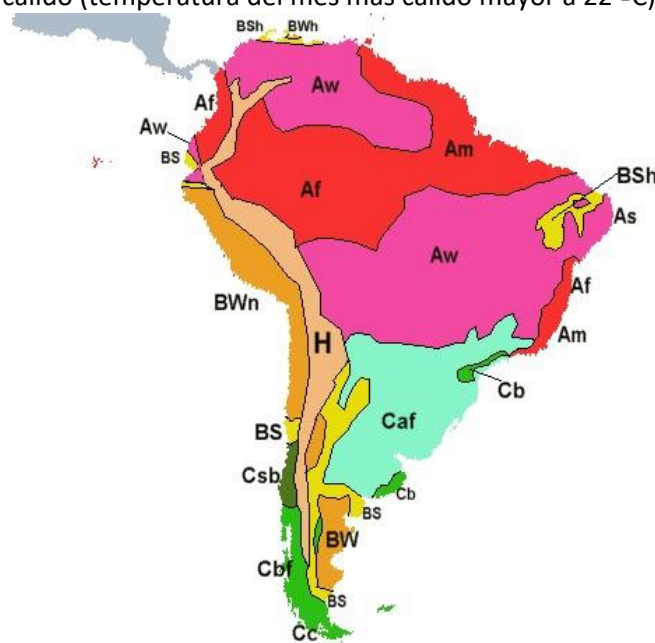 cálido (temperatura del mes más cálido mayor a 22 ºC)
BSh
BWh
Aw
Af
Aw
BS
Am
Af
BSh
As
Aw
Af
BWn
Am
H
Cb
Caf
BS
Csb
Cb
BS
BW
Cbf
BS
Cc